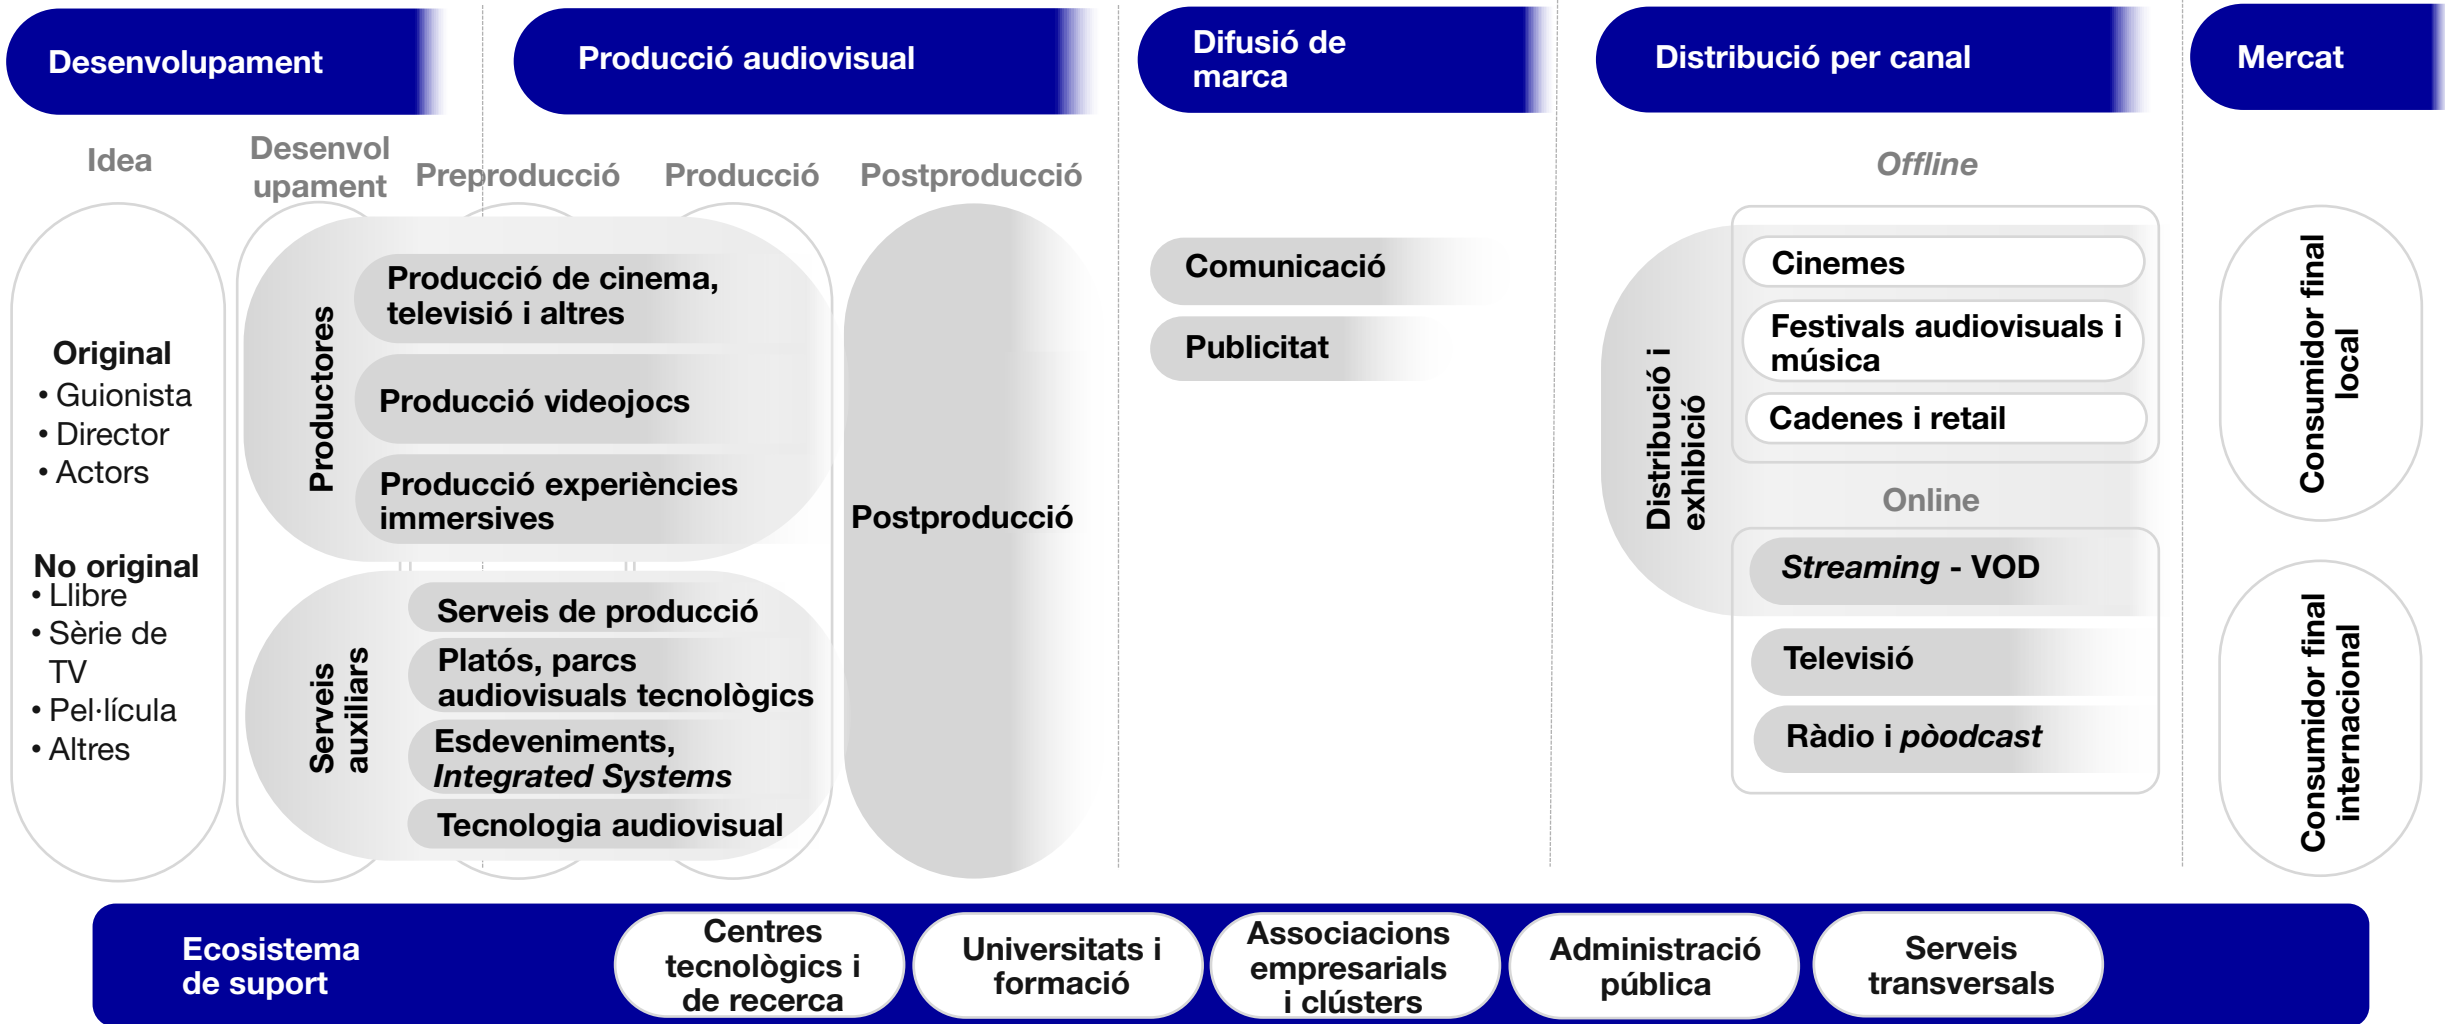 Desenvolupament
Producció audiovisual
Difusió de
marca
Distribució per canal
Mercat
Idea
Desenvol
upament
Preproducció
Producció
Postproducció
Offline
Original
• Guionista
• Director
• Actors
No original
• Llibre
• Sèrie de
TV
• Pel·lícula
• Altres
Productores
Producció de cinema,
televisió i altres
Producció videojocs
Producció experiències
immersives
Serveis
auxiliars
Serveis de producció
Platós, parcs
audiovisuals tecnològics
Esdeveniments,
Integrated Systems
Tecnologia audiovisual
Postproducció
Comunicació
Publicitat
Distribució i
exhibició
Cinemes
Festivals audiovisuals i
música
Cadenes i retail
Online
Streaming - VOD
Televisió
Ràdio i pòodcast
Consumidor final
local
Consumidor final
internacional
Ecosistema
de suport
Centres
tecnològics i
de recerca
Universitats i
formació
Associacions
empresarials
i clústers
Administració
pública
Serveis
transversals